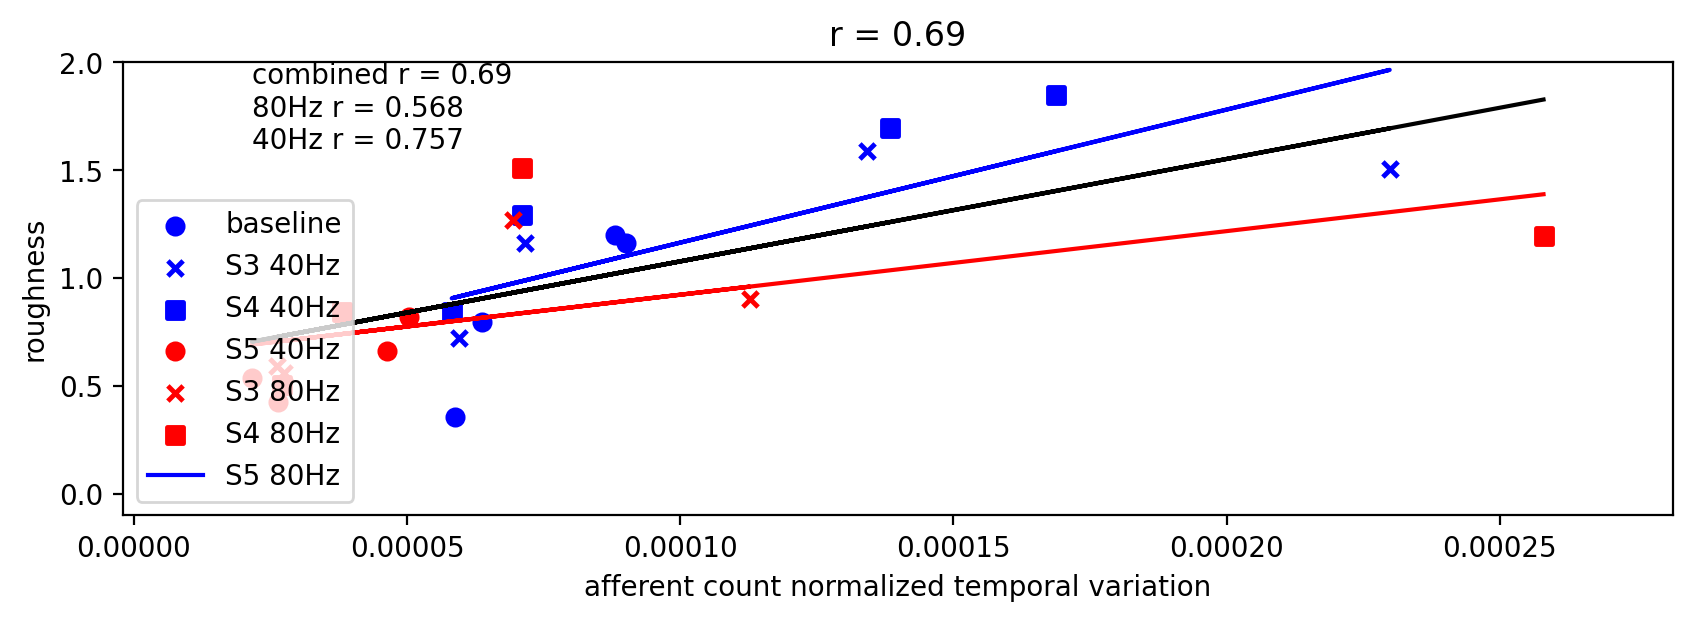 r = 0.69
combined r = 0.69
80Hz r = 0.568
40Hz r = 0.757
2.0
1.5
1.0
0.5
0.0
roughness
baseline
S3 40Hz
S4 40Hz
S5 40Hz
S3 80Hz
S4 80Hz
S5 80Hz
0.00000 0.00005 0.00010 0.00015 0.00020 0.00025
afferent count normalized temporal variation